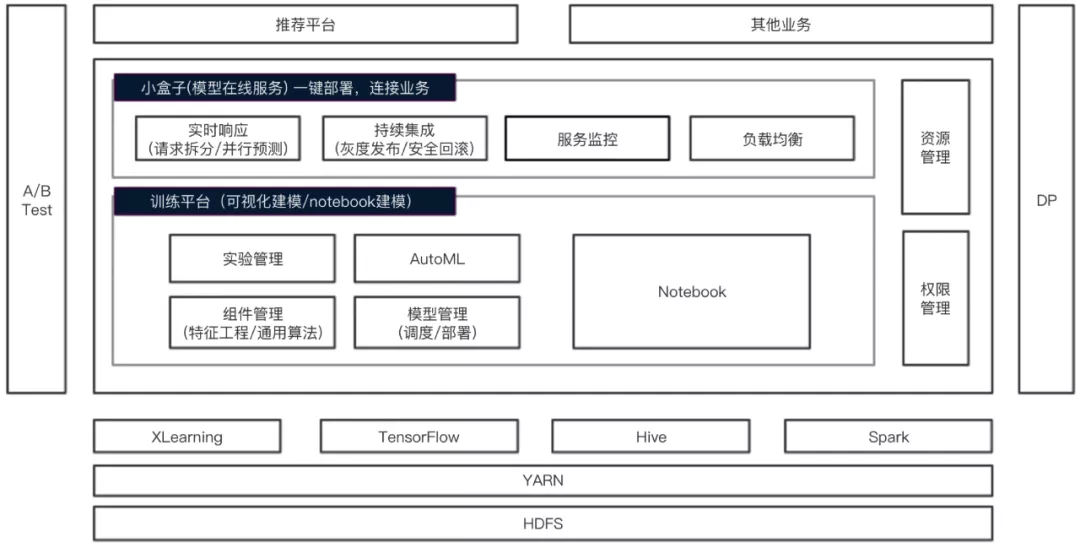 推荐平台
其他业务
A/B
Test
小盒子(模型在线服务) 一键部署，连接业务
实时响应
(请求拆分/并行预测)
持续集成
(灰度发布/安全回滚)
服务监控
负载均衡
资源
管理
DP
训练平台（可视化建模/notebook建模）
实验管理
AutoML
Notebook
组件管理
(特征工程/通用算法)
模型管理
(调度/部署)
权限
管理
XLearning
TensorFlow
Hive
Spark
YARN
HDFS